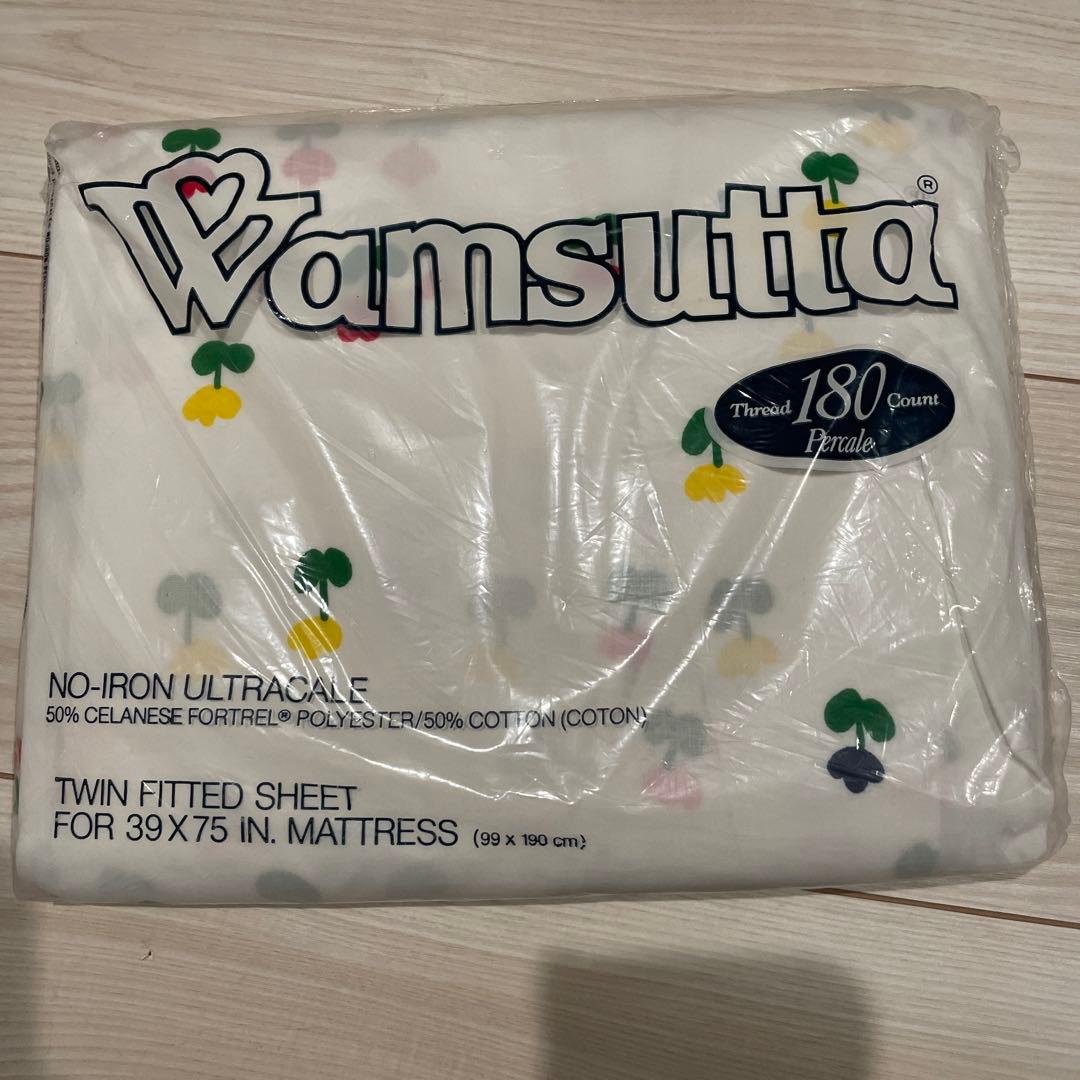 Wamsutta®
Thread 180 Count
Percale
NO-IRON ULTRACALE
50% CELANESE FORTREL® POLYESTER/50% COTTON (COTON)
TWIN FITTED SHEET
FOR 39X75 IN. MATTRESS (99 x 190 cm)